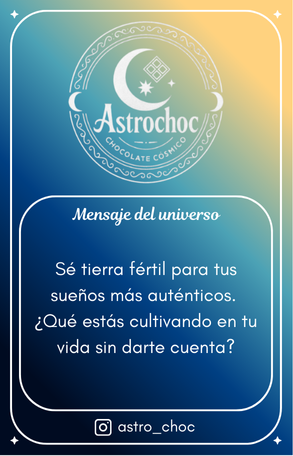 Astrochoc
CHOCOLATE CÓSMICO
Mensaje del universo
Sé tierra fértil para tus
sueños más auténticos.
¿Qué estás cultivando en tu
vida sin darte cuenta?
astro_choc